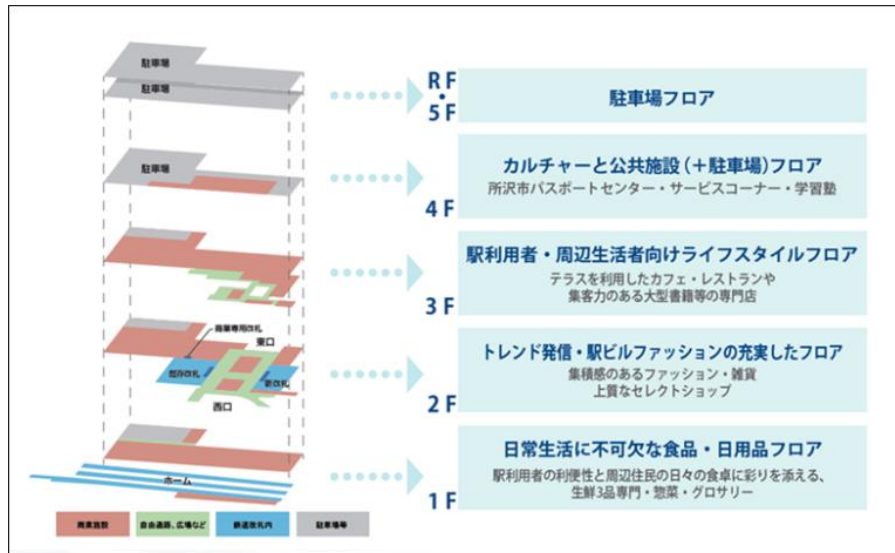 駐車場
駐車場
RF
・
5F
駐車場フロア
駐車場
4F
カルチャーと公共施設(+駐車場)フロア
所沢市パスポートセンター・サービスコーナー・学習塾
3F
駅利用者・周辺生活者向けライフスタイルフロア
テラスを利用したカフェ・レストランや
集客力のある大型書籍等の専門店
商業専用改札
東口
既存改札
新改札
西口
2F
トレンド発信・駅ビルファッションの充実したフロア
集積感のあるファッション・雑貨
上質なセレクトショップ
ホーム
1F
日常生活に不可欠な食品・日用品フロア
駅利用者の利便性と周辺住民の日々の食卓に彩りを添える、
生鮮3品専門・惣菜・グロサリー
商業施設
自由通路、広場など
鉄道改札内
駐車場等